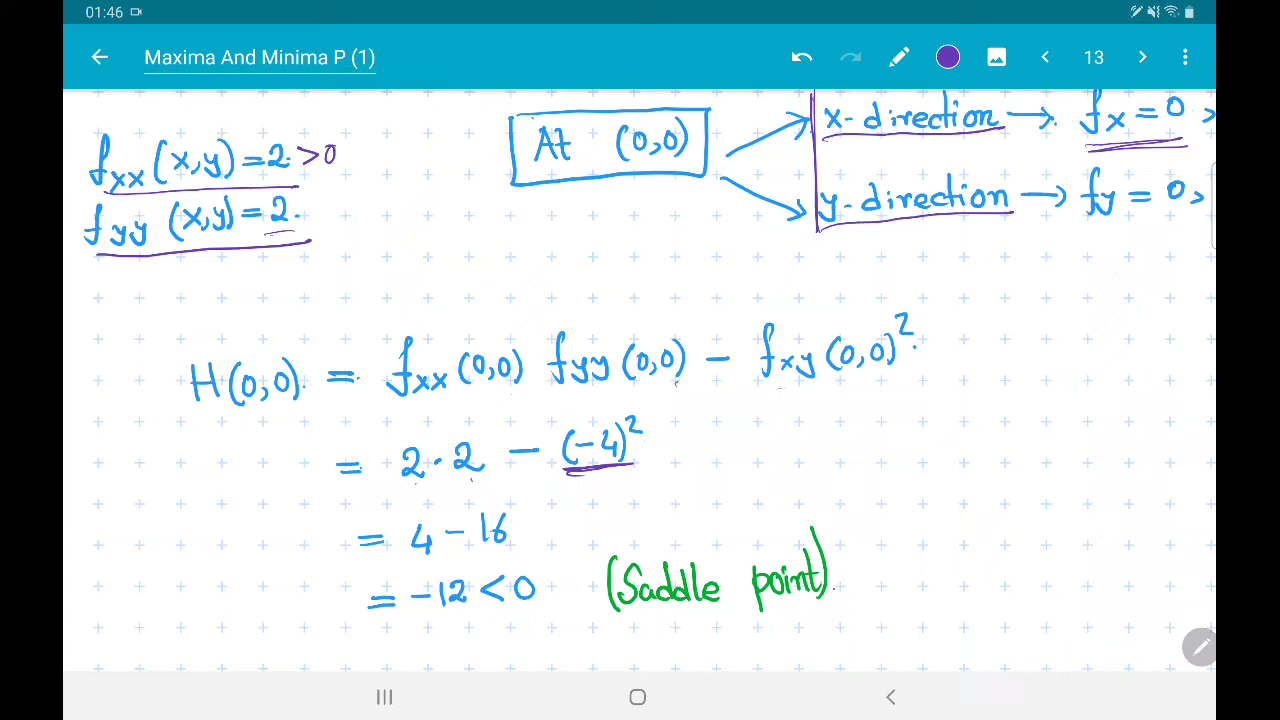 01:46
Maxima And Minima P (1)
13
fxx (x,y) = 2. >0
fyy (x,y) = 2.
At (0,0)
x-direction → fx = 0 >
y-direction → fy = 0 >
H(0,0) = fxx (0,0) fyy (0,0) − fxy (0,0)².
= 2 · 2 − (−4)²
= 4 − 16
= −12 < 0 (Saddle point).